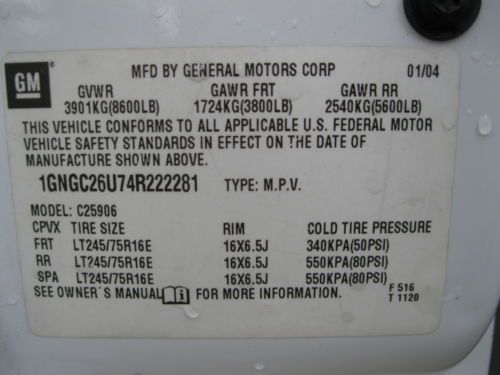 GM
MFD BY GENERAL MOTORS CORP 01/04
GVWR GAWR FRT GAWR RR
3901KG(8600LB) 1724KG(3800LB) 2540KG(5600LB)
THIS VEHICLE CONFORMS TO ALL APPLICABLE U.S. FEDERAL MOTOR
VEHICLE SAFETY STANDARDS IN EFFECT ON THE DATE OF
MANUFACTURE SHOWN ABOVE.
1GNGC26U74R222281 TYPE: M.P.V.
MODEL: C25906
CPVX TIRE SIZE RIM COLD TIRE PRESSURE
FRT LT245/75R16E 16X6.5J 340KPA(50PSI)
RR LT245/75R16E 16X6.5J 550KPA(80PSI)
SPA LT245/75R16E 16X6.5J 550KPA(80PSI)
SEE OWNER'S MANUAL FOR MORE INFORMATION. F 516
T 1120